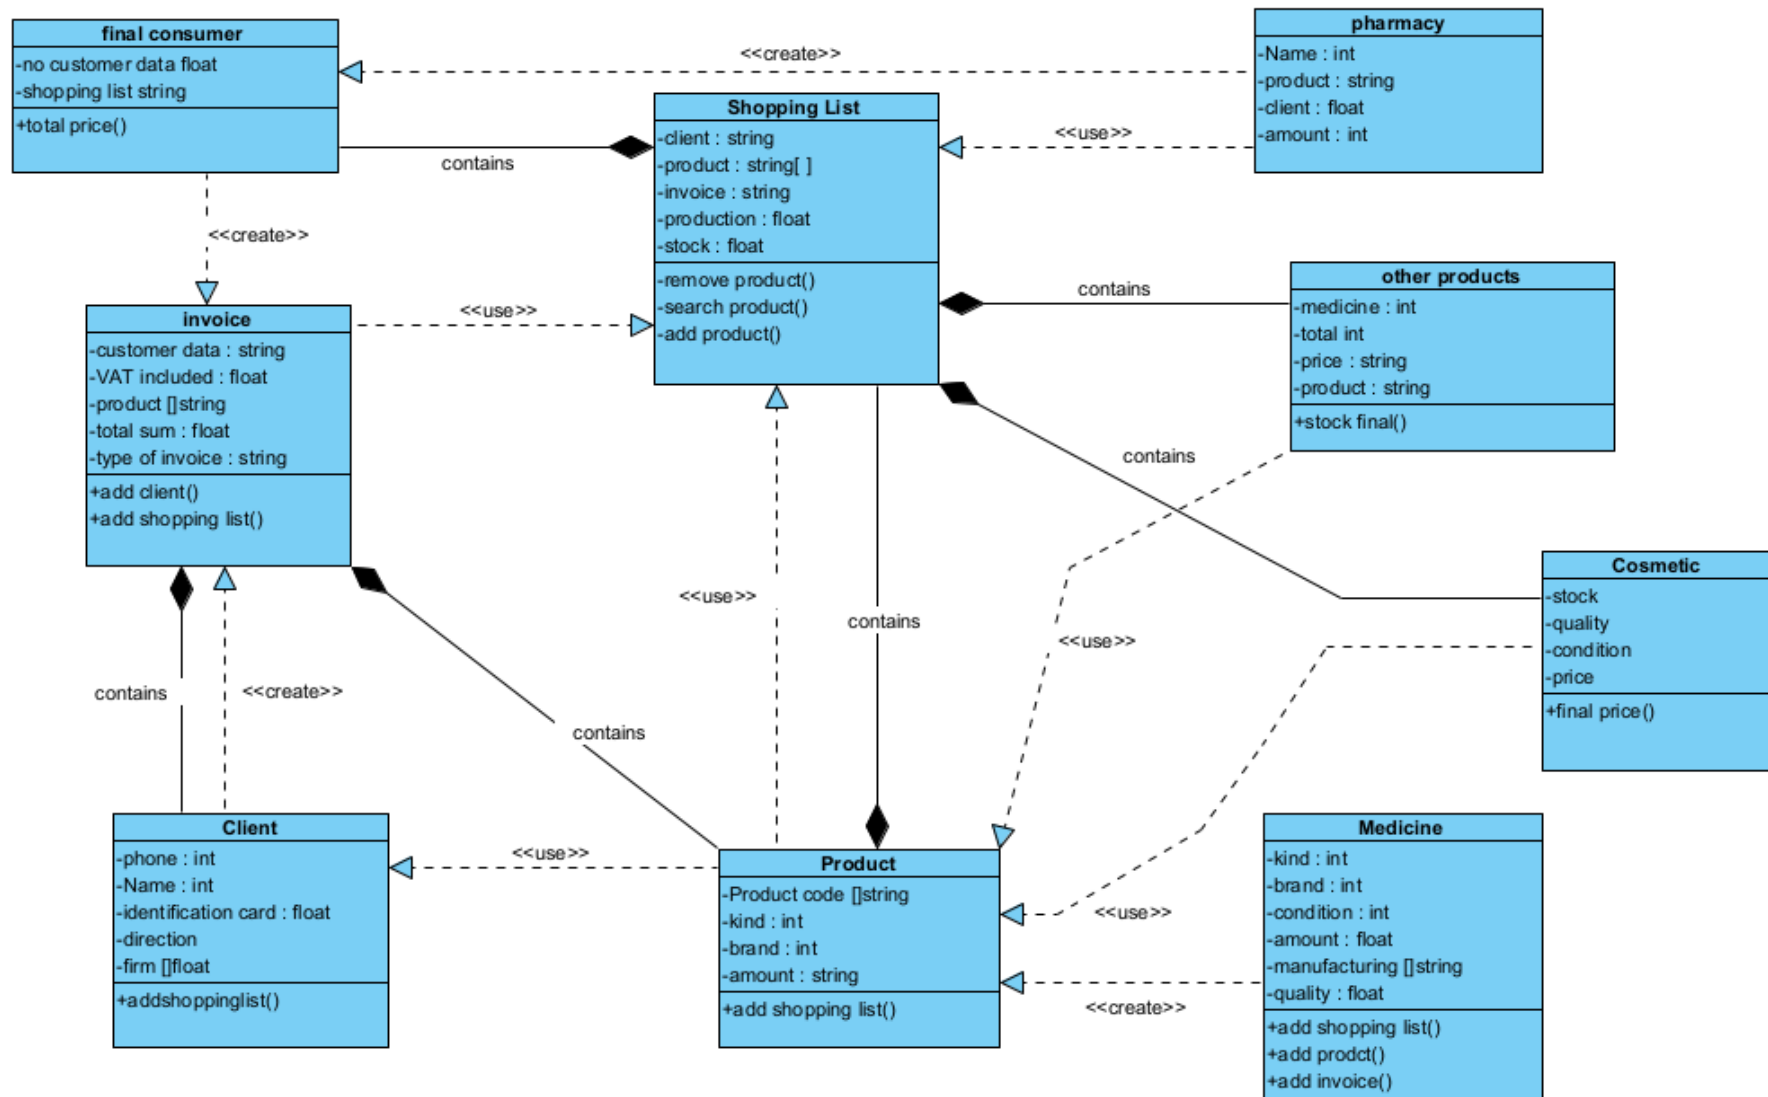 final consumer
-no customer data float
-shopping list string
+total price()
<<create>>
pharmacy
-Name : int
-product : string
-client : float
-amount : int
<<use>>
contains
Shopping List
-client : string
-product : string[ ]
-invoice : string
-production : float
-stock : float
-remove product()
-search product()
-add product()
<<create>>
<<use>>
contains
other products
-medicine : int
-total int
-price : string
-product : string
+stock final()
invoice
-customer data : string
-VAT included : float
-product []string
-total sum : float
-type of invoice : string
+add client()
+add shopping list()
contains
Cosmetic
-stock
-quality
-condition
-price
+final price()
<<use>>
contains
<<use>>
contains
<<create>>
contains
Client
-phone : int
-Name : int
-identification card : float
-direction
-firm []float
+addshoppinglist()
<<use>>
Product
-Product code []string
-kind : int
-brand : int
-amount : string
+add shopping list()
<<use>>
<<create>>
Medicine
-kind : int
-brand : int
-condition : int
-amount : float
-manufacturing []string
-quality : float
+add shopping list()
+add prodct()
+add invoice()